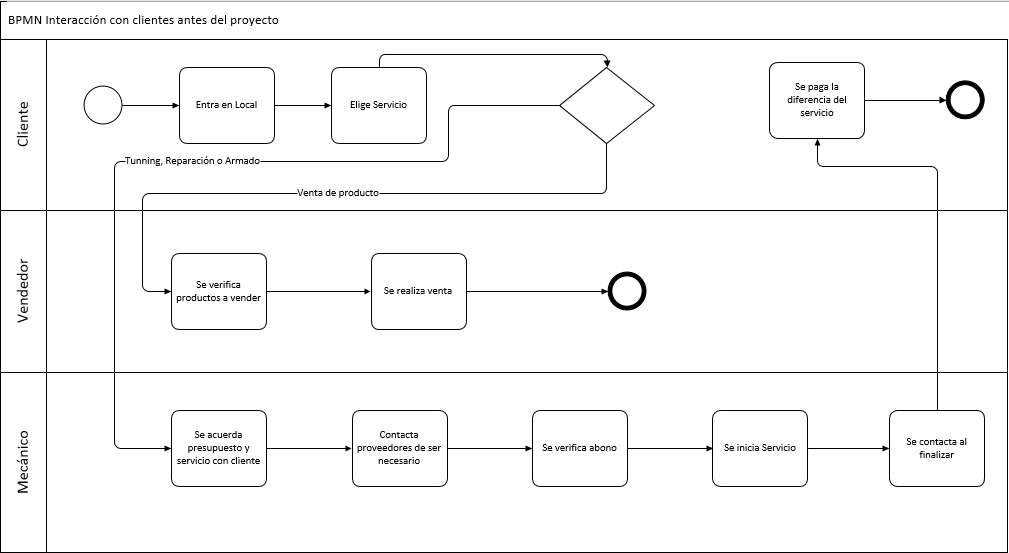 BPMN Interacción con clientes antes del proyecto
Cliente
Entra en Local
Elige Servicio
Se paga la
diferencia del
servicio
Tunning, Reparación o Armado
Venta de producto
Vendedor
Se verifica
productos a vender
Se realiza venta
Mecánico
Se acuerda
presupuesto y
servicio con cliente
Contacta
proveedores de ser
necesario
Se verifica abono
Se inicia Servicio
Se contacta al
finalizar